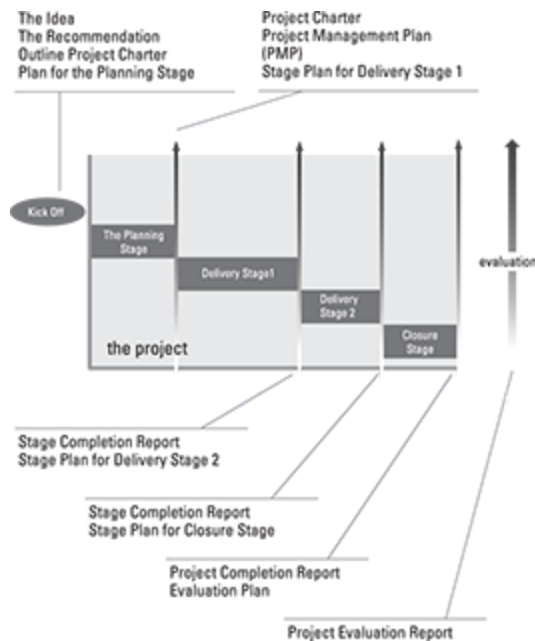 The Idea
The Recommendation
Outline Project Charter
Plan for the Planning Stage
Project Charter
Project Management Plan
(PMP)
Stage Plan for Delivery Stage 1
Kick Off
The Planning
Stage
Delivery Stage1
Delivery
Stage 2
Closure
Stage
the project
evaluation
Stage Completion Report
Stage Plan for Delivery Stage 2
Stage Completion Report
Stage Plan for Closure Stage
Project Completion Report
Evaluation Plan
Project Evaluation Report